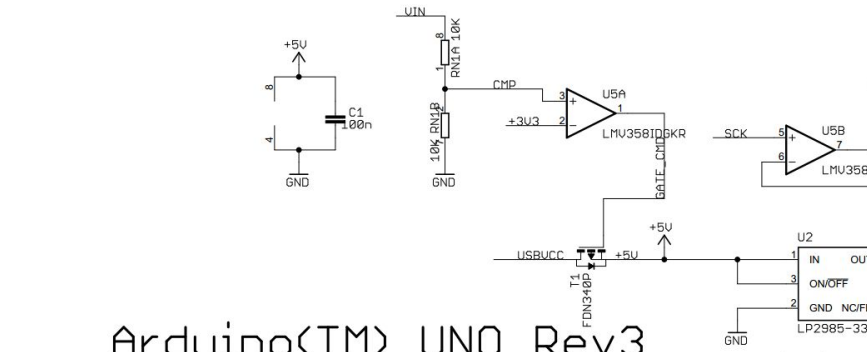 VIN
8
RN1A 10K
1
+5V
8
C1
100n
4
GND
CMP
10K RN1B
GND
3
+
U5A
1
+3V3
2
LMV358IDGKR
GATE_CMD
SCK
5
+
U5B
7
6
LMV358
+5V
USBVCC
+5V
T1
FDN340P
U2
1
IN
OU
3
ON/OFF
2
GND NC/F
LP2985-33
GND
Arduino(TM) UNO Rev3